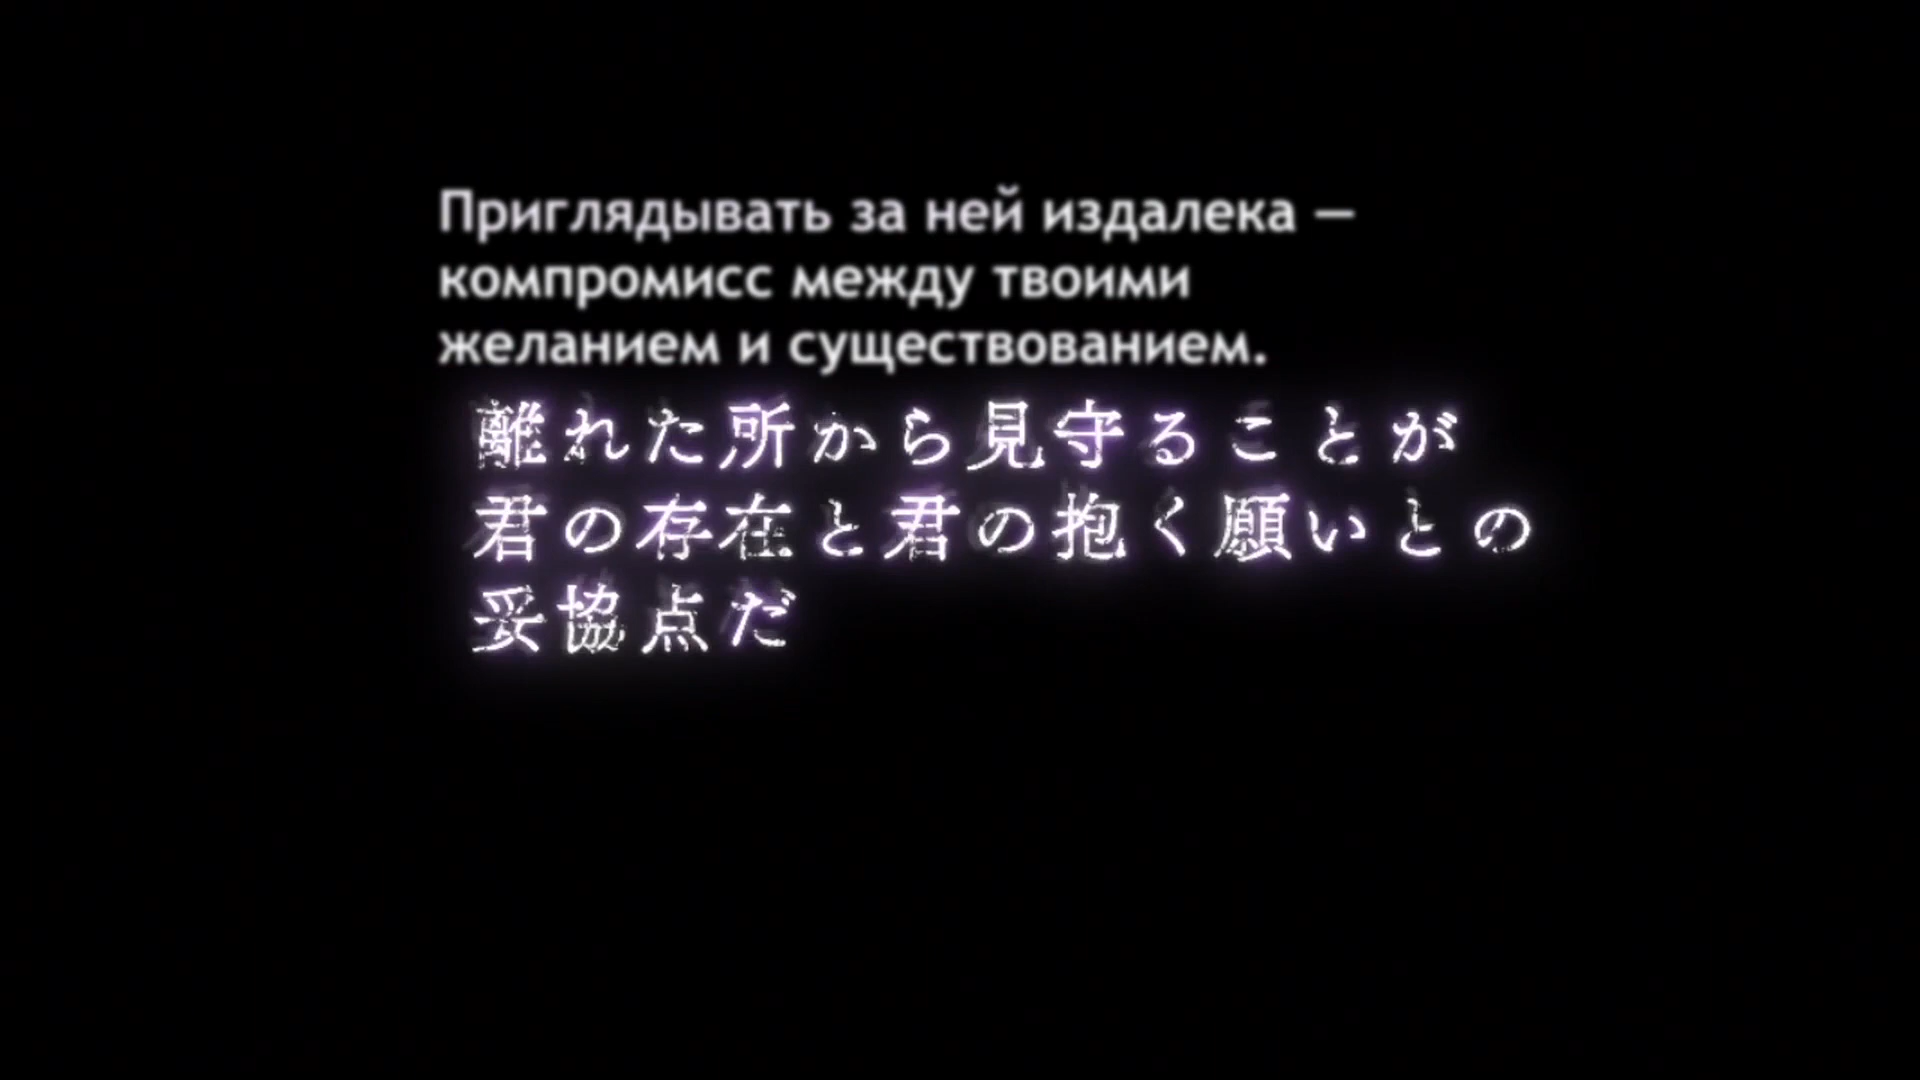 Приглядывать за ней издалека —
компромисс между твоими
желанием и существованием.
離れた所から見守ることが
君の存在と君の抱く願いとの
妥協点だ